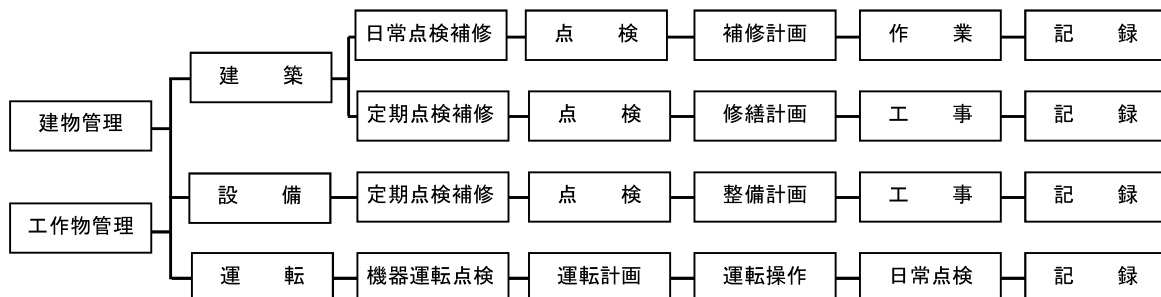 日常点検補修 点　検 補修計画 作　業 記　録
建　築
定期点検補修 点　検 修繕計画 工　事 記　録
建物管理
設　備 定期点検補修 点　検 整備計画 工　事 記　録
工作物管理
運　転 機器運転点検 運転計画 運転操作 日常点検 記　録